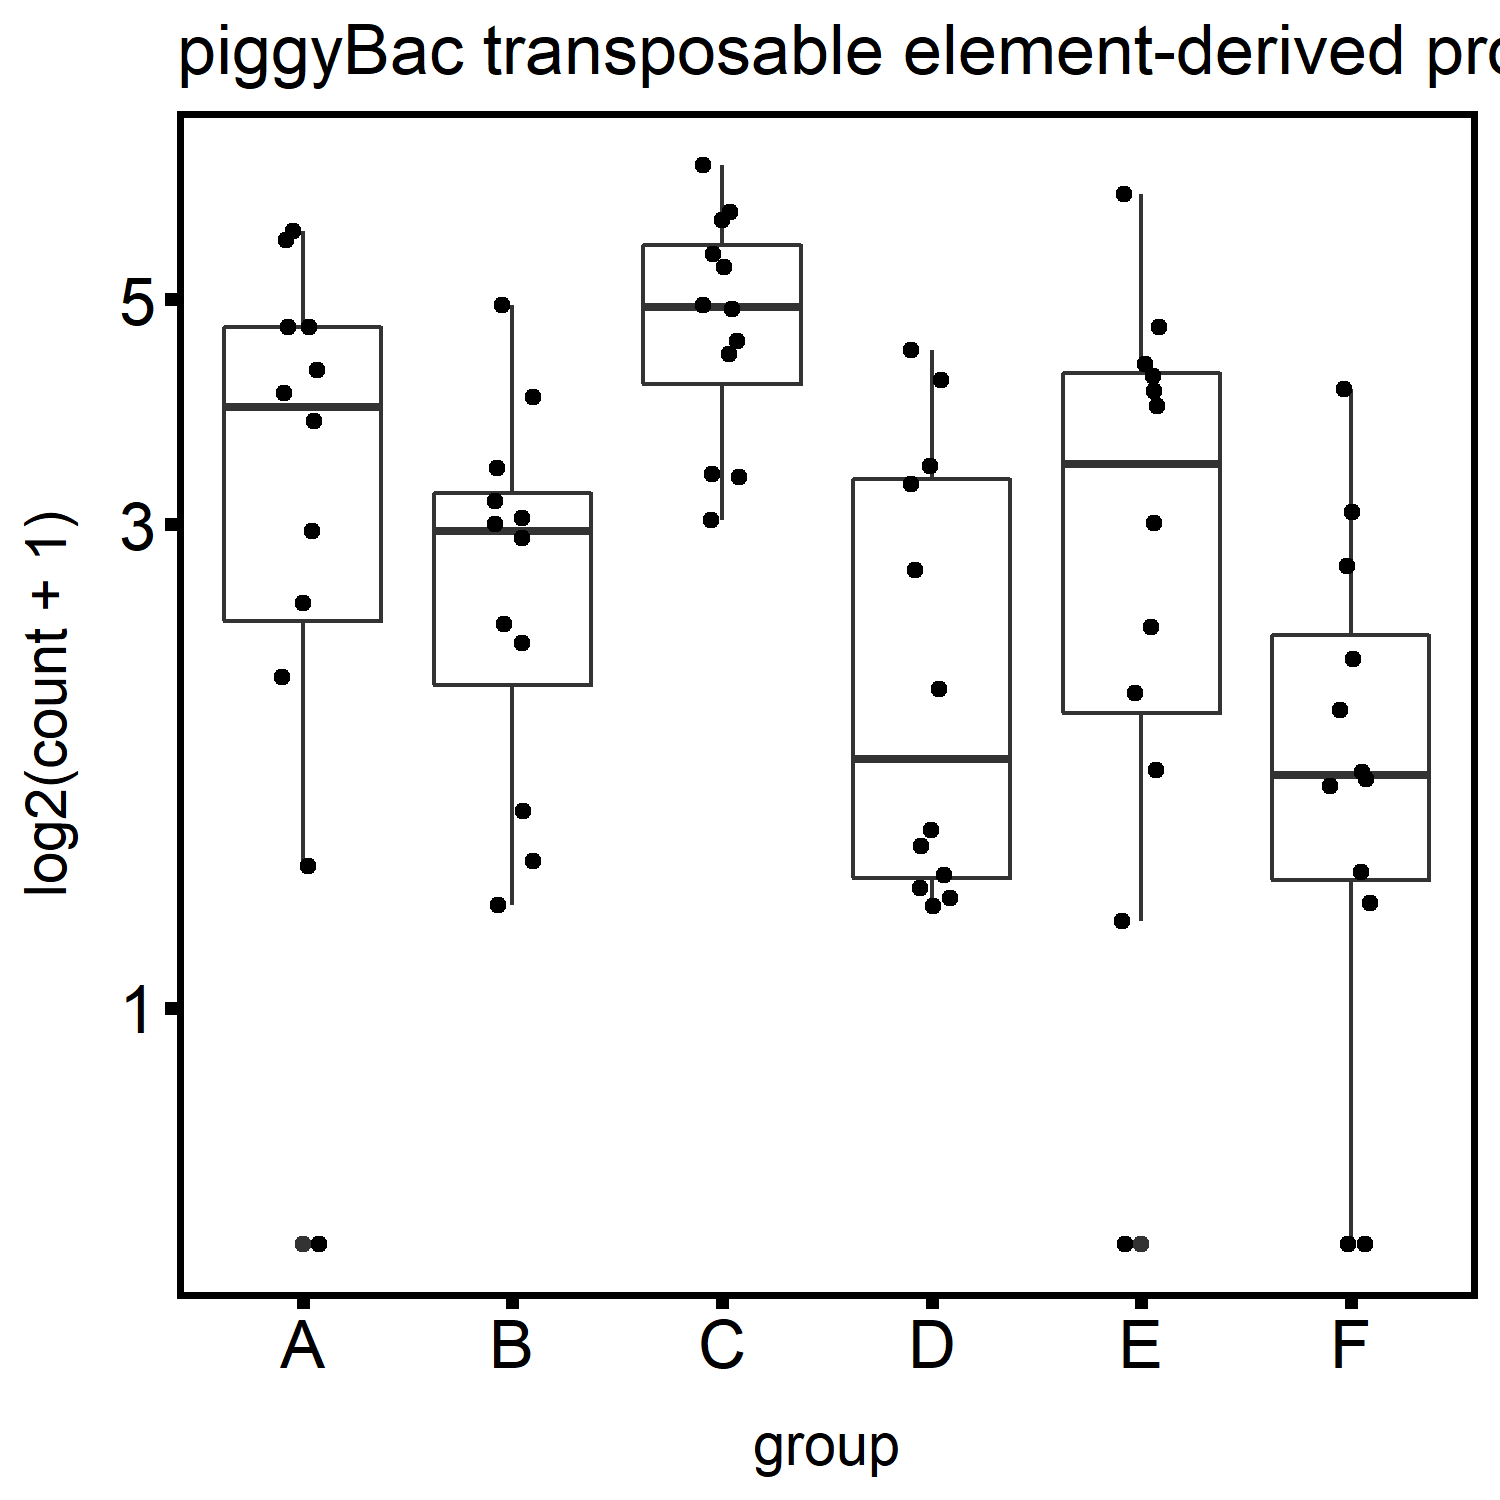 piggyBac transposable element-derived pro
5
3
1
log2(count + 1)
A B C D E F
group